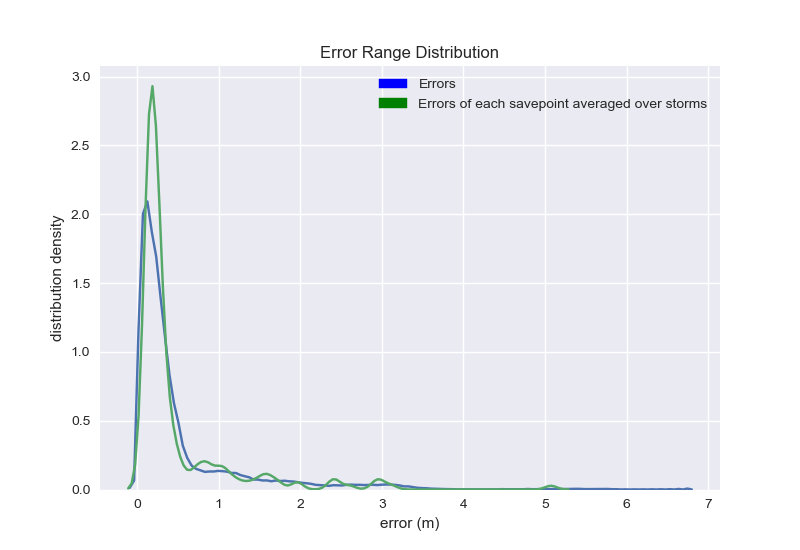 Error Range Distribution
Errors
Errors of each savepoint averaged over storms
distribution density
3.0
2.5
2.0
1.5
1.0
0.5
0.0
0 1 2 3 4 5 6 7
error (m)